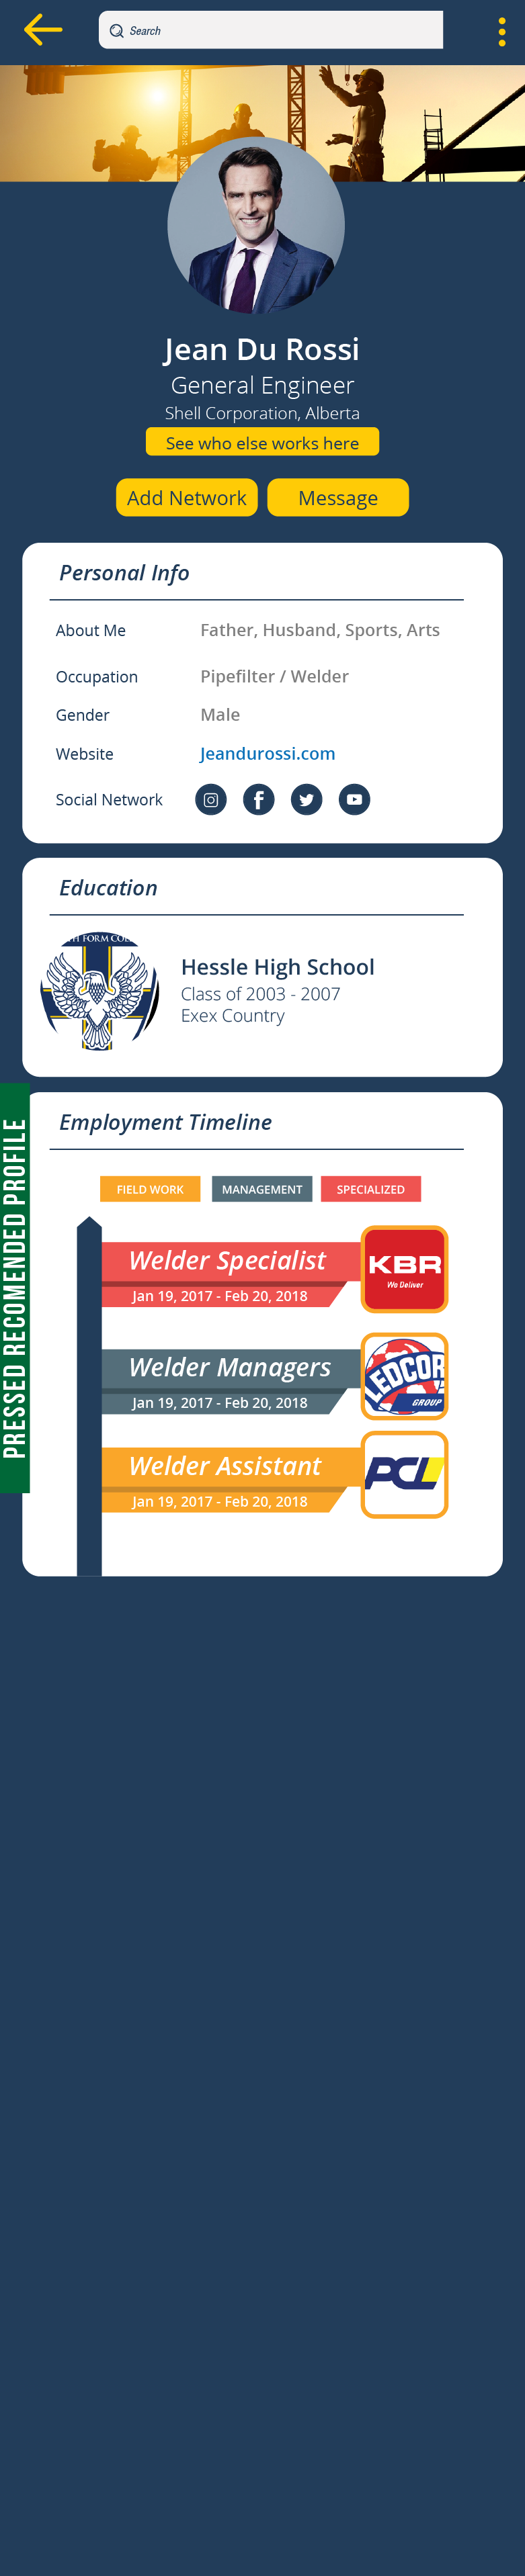 Search
Jean Du Rossi
General Engineer
Shell Corporation, Alberta
See who else works here
Add Network
Message
Personal Info
About Me
Father, Husband, Sports, Arts
Occupation
Pipefilter / Welder
Gender
Male
Website
Jeandurossi.com
Social Network
Education
FORM
Hessle High School
Class of 2003 - 2007
Exex Country
PRESSED RECOMENDED PROFILE
Employment Timeline
FIELD WORK
MANAGEMENT
SPECIALIZED
Welder Specialist
Jan 19, 2017 - Feb 20, 2018
KBR
We Deliver
Welder Managers
Jan 19, 2017 - Feb 20, 2018
LEDCOR
GROUP
Welder Assistant
Jan 19, 2017 - Feb 20, 2018
PCL